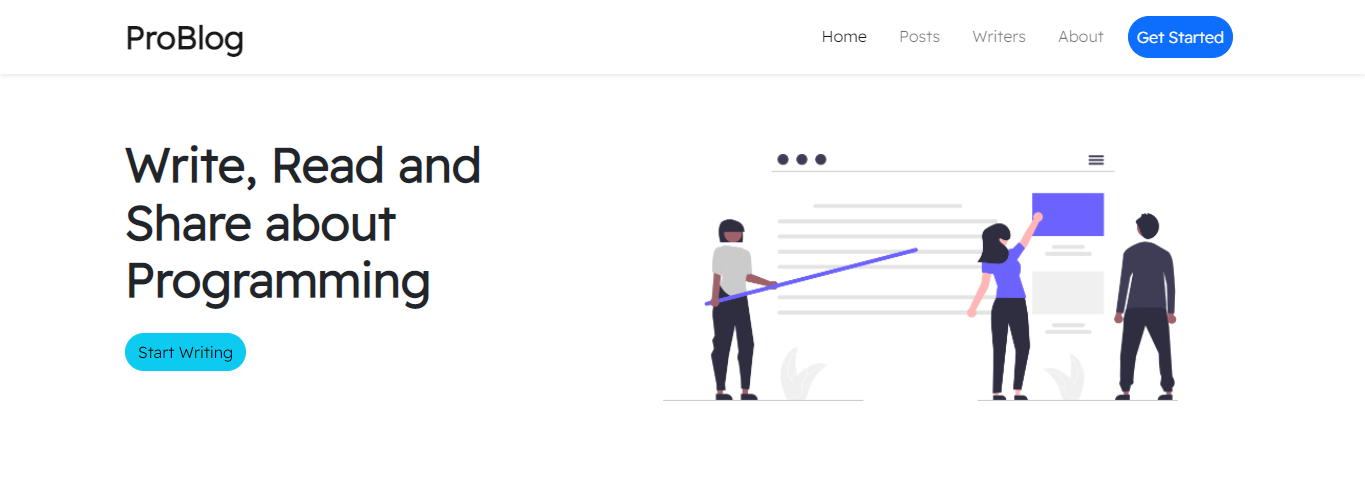 ProBlog
Home Posts Writers About Get Started
Write, Read and
Share about
Programming
Start Writing